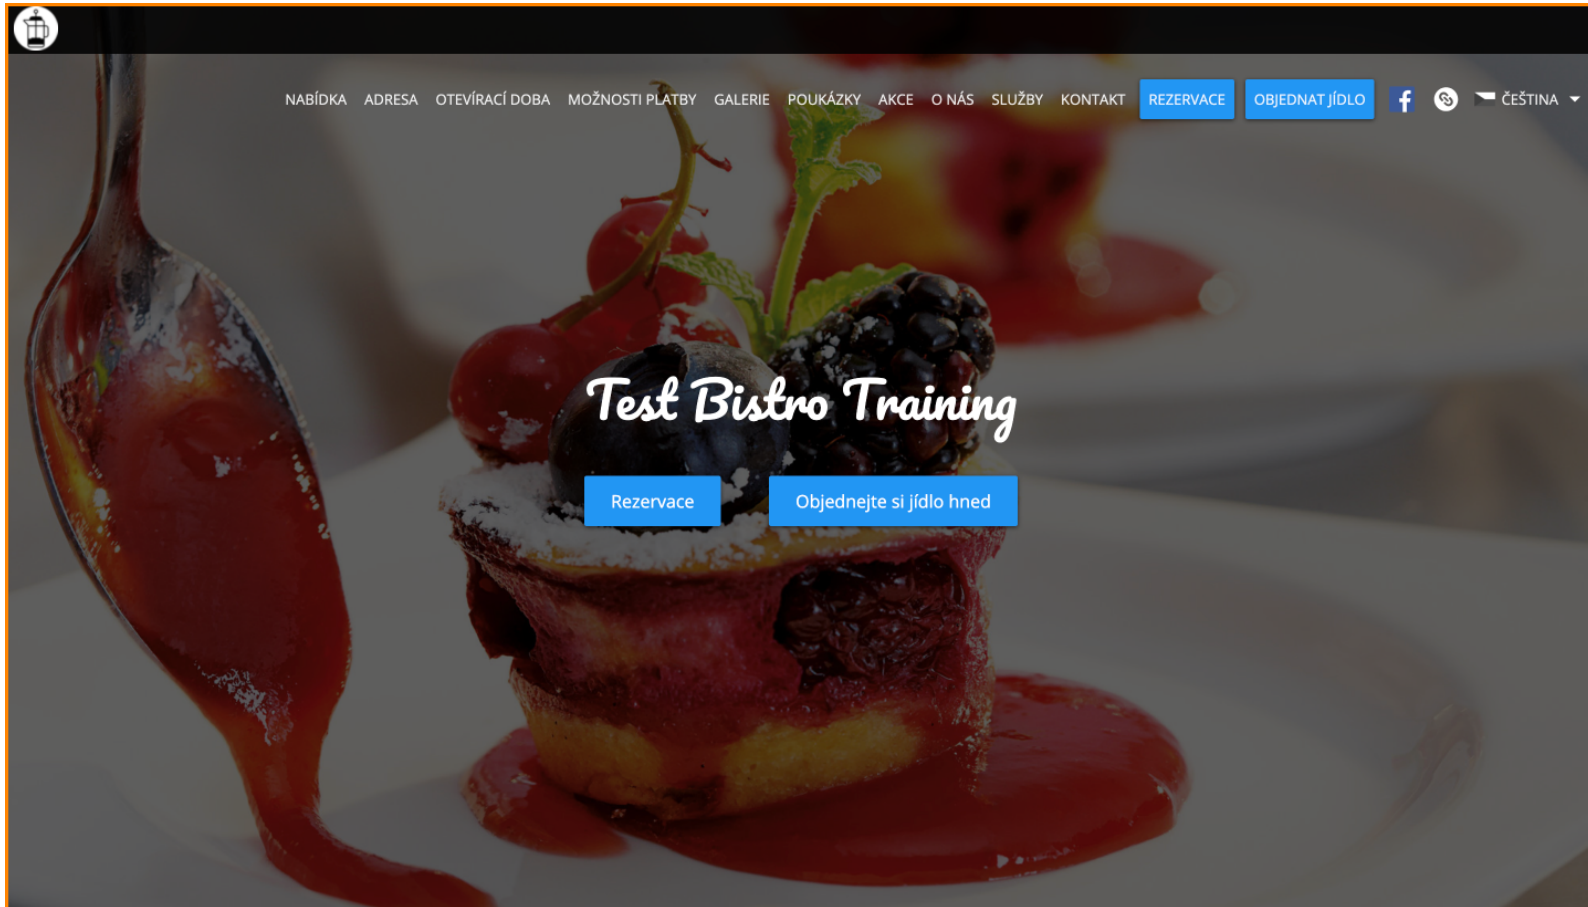 NABÍDKA ADRESA OTEVÍRACÍ DOBA MOŽNOSTI PLATBY GALERIE POUKÁZKY AKCE O NÁS SLUŽBY KONTAKT REZERVACE OBJEDNAT JÍDLO f ČEŠTINA
Test Bistro Training
Rezervace Objednejte si jídlo hned